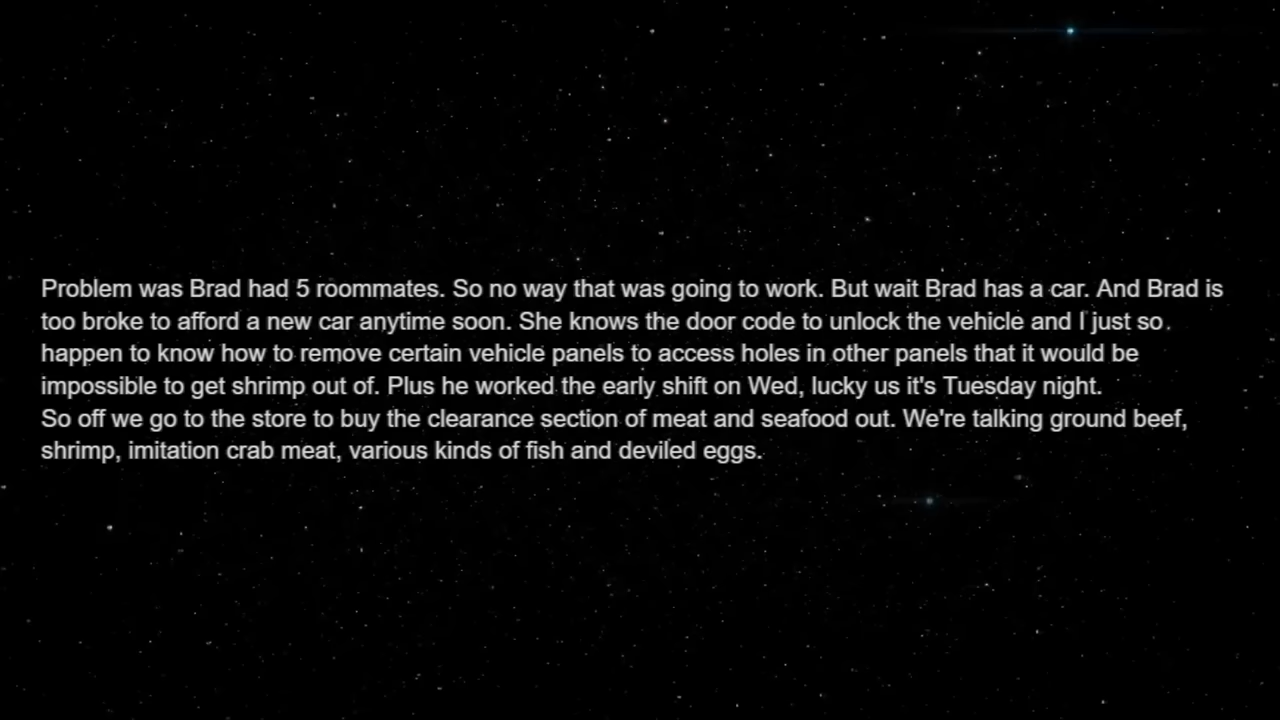 Problem was Brad had 5 roommates. So no way that was going to work. But wait Brad has a car. And Brad is
too broke to afford a new car anytime soon. She knows the door code to unlock the vehicle and I just so
happen to know how to remove certain vehicle panels to access holes in other panels that it would be
impossible to get shrimp out of. Plus he worked the early shift on Wed, lucky us it's Tuesday night.
So off we go to the store to buy the clearance section of meat and seafood out. We're talking ground beef,
shrimp, imitation crab meat, various kinds of fish and deviled eggs.